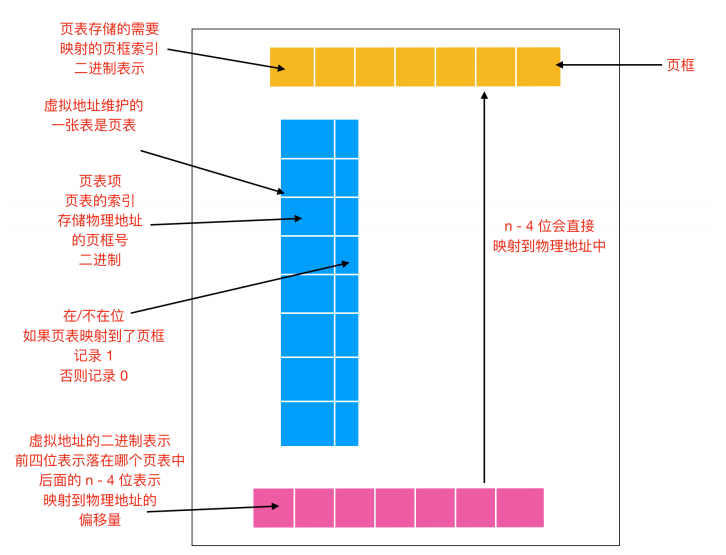 页表存储的需要
映射的页框索引
二进制表示
页框
虚拟地址维护的
一张表是页表
页表项
页表的索引
存储物理地址
的页框号
二进制
n - 4 位会直接
映射到物理地址中
在/不在位
如果页表映射到了页框
记录 1
否则记录 0
虚拟地址的二进制表示
前四位表示落在哪个页表中
后面的 n - 4 位表示
映射到物理地址的
偏移量